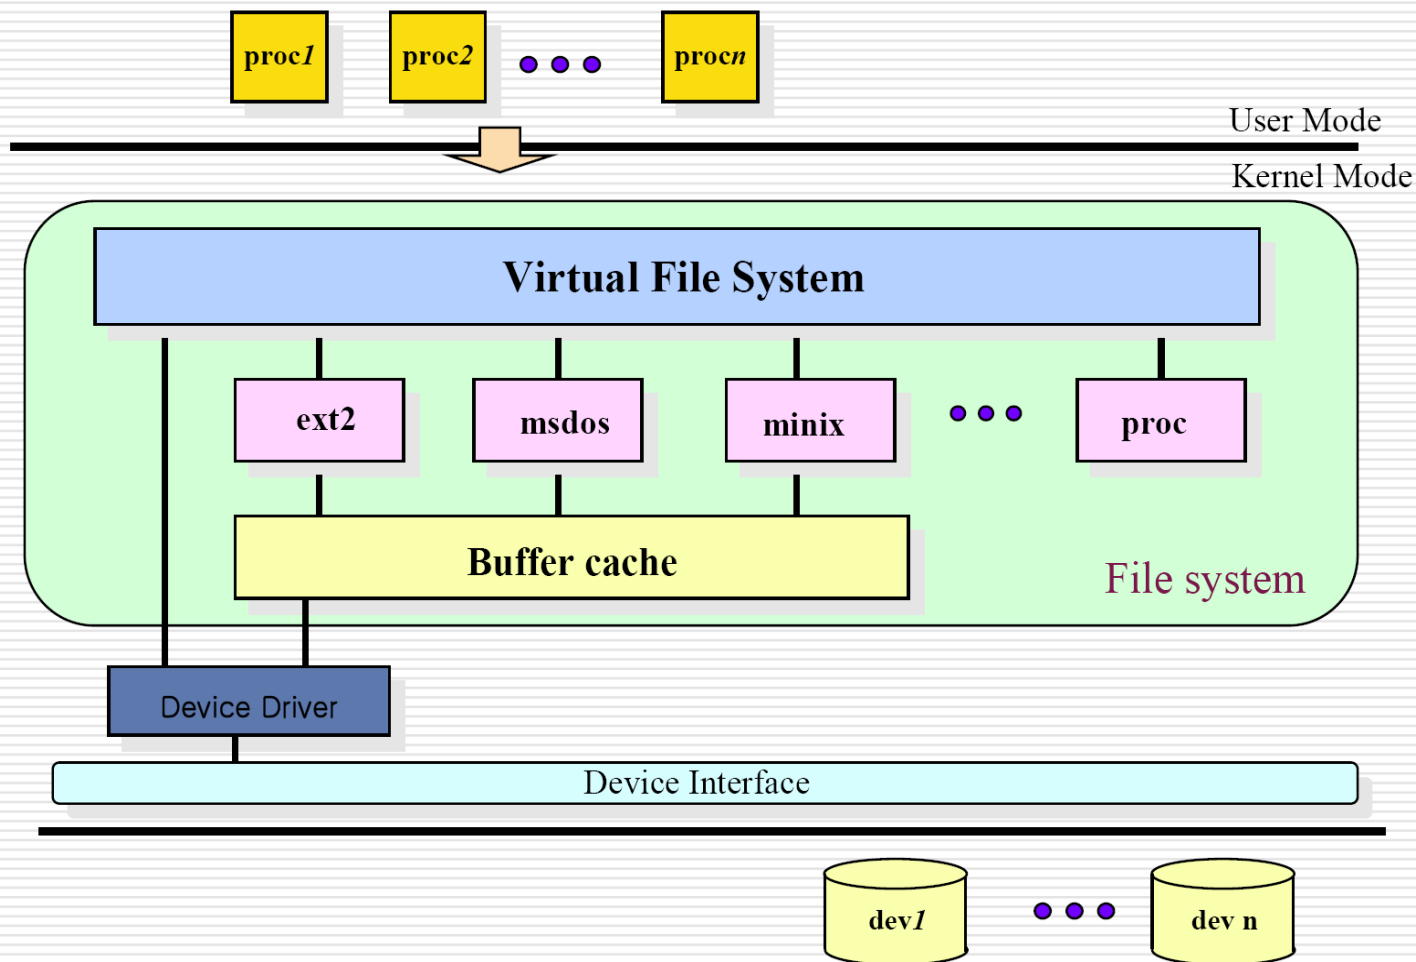 proc1
proc2
procn
User Mode
Kernel Mode
Virtual File System
ext2
msdos
minix
proc
Buffer cache
File system
Device Driver
Device Interface
dev1
dev n